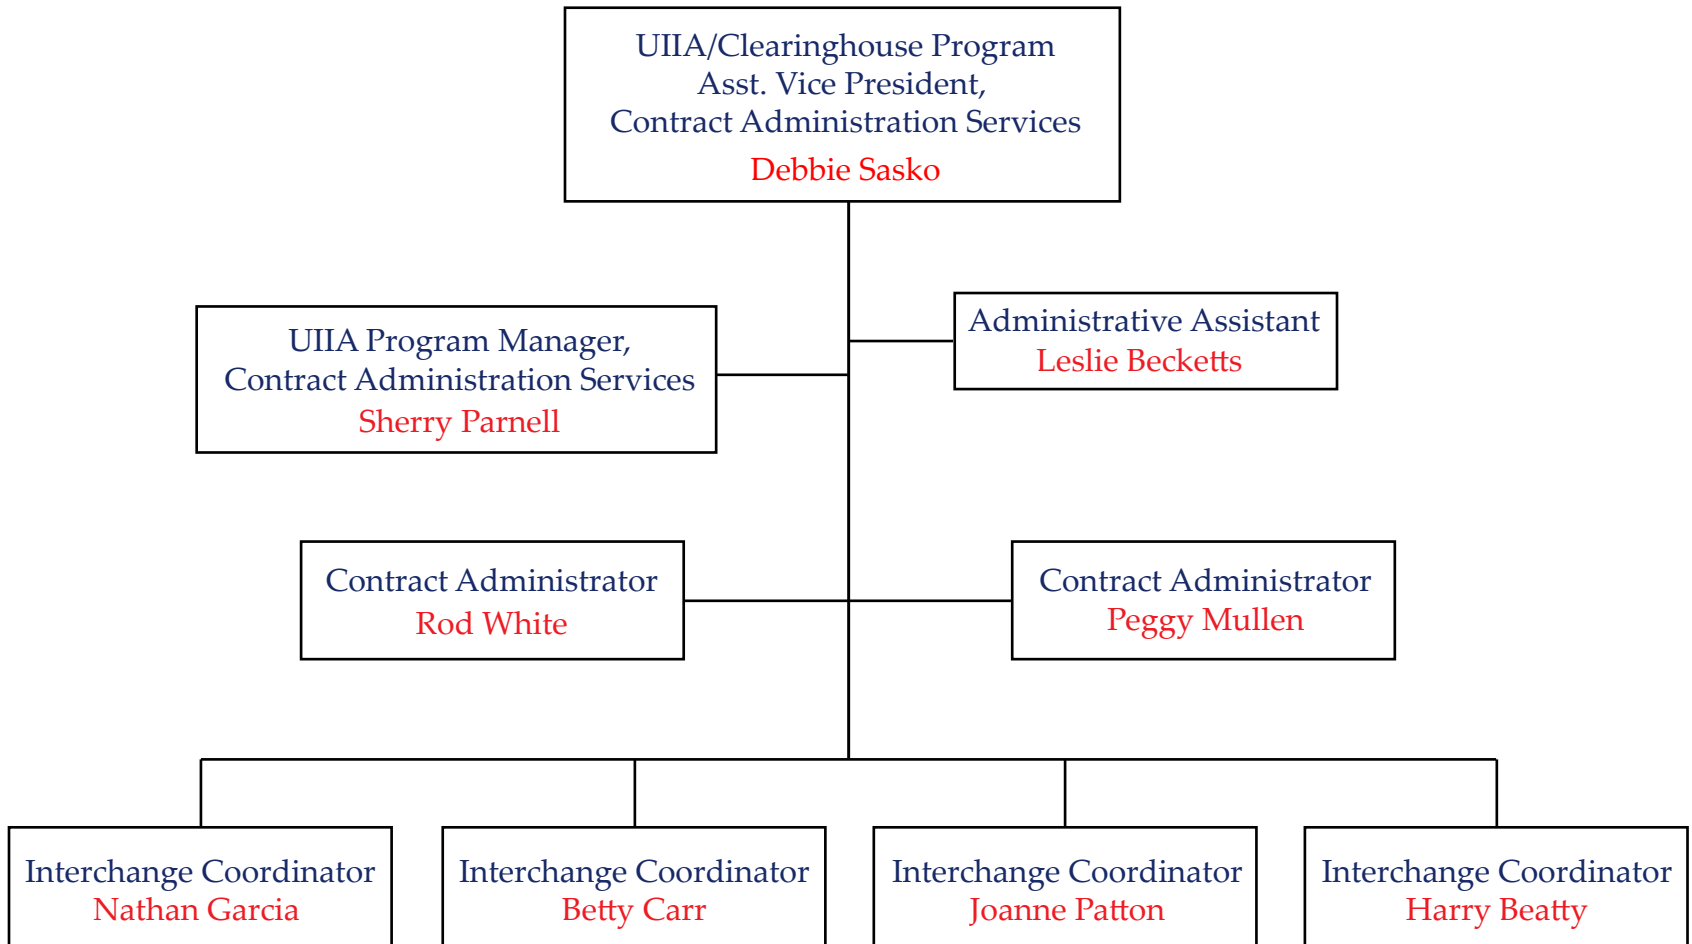 UIIA/Clearinghouse Program
Asst. Vice President,
Contract Administration Services
Debbie Sasko
UIIA Program Manager,
Contract Administration Services
Sherry Parnell
Administrative Assistant
Leslie Becketts
Contract Administrator
Rod White
Contract Administrator
Peggy Mullen
Interchange Coordinator
Nathan Garcia
Interchange Coordinator
Betty Carr
Interchange Coordinator
Joanne Patton
Interchange Coordinator
Harry Beatty